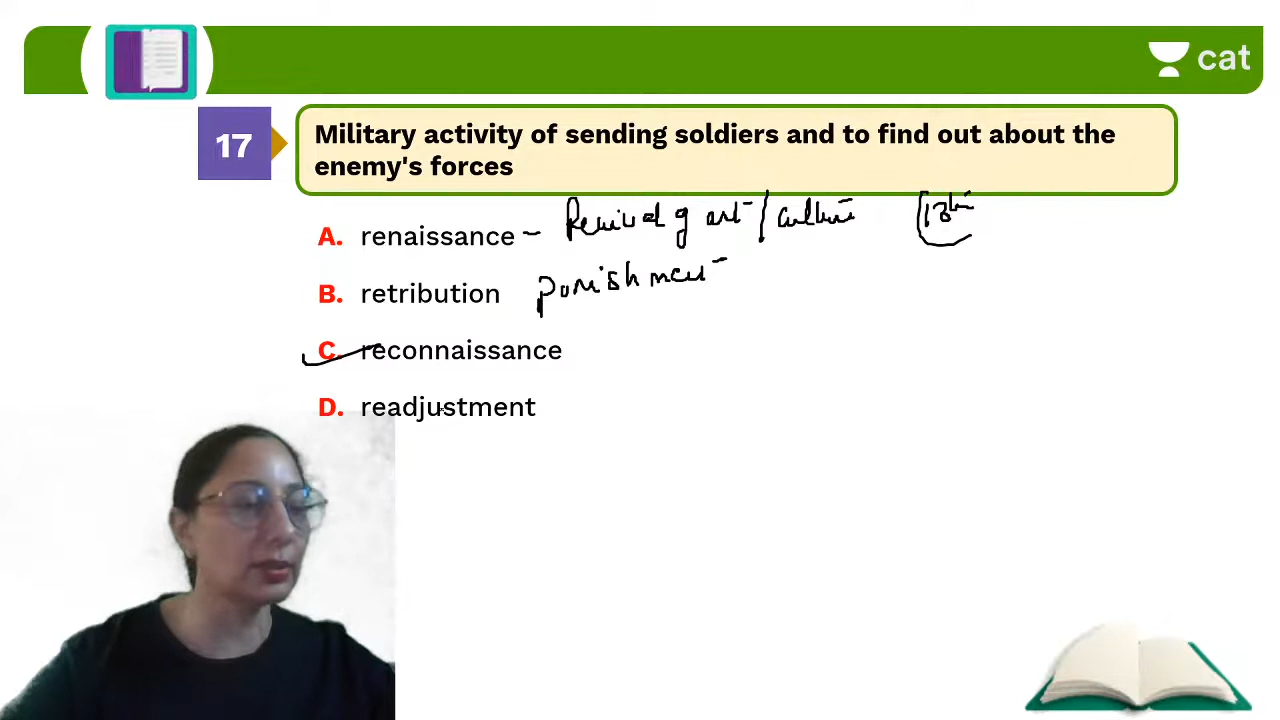 cat
17
Military activity of sending soldiers and to find out about the
enemy's forces
A. renaissance - Revival of art / culture (18th
B. retribution punishment
C. reconnaissance
D. readjustment